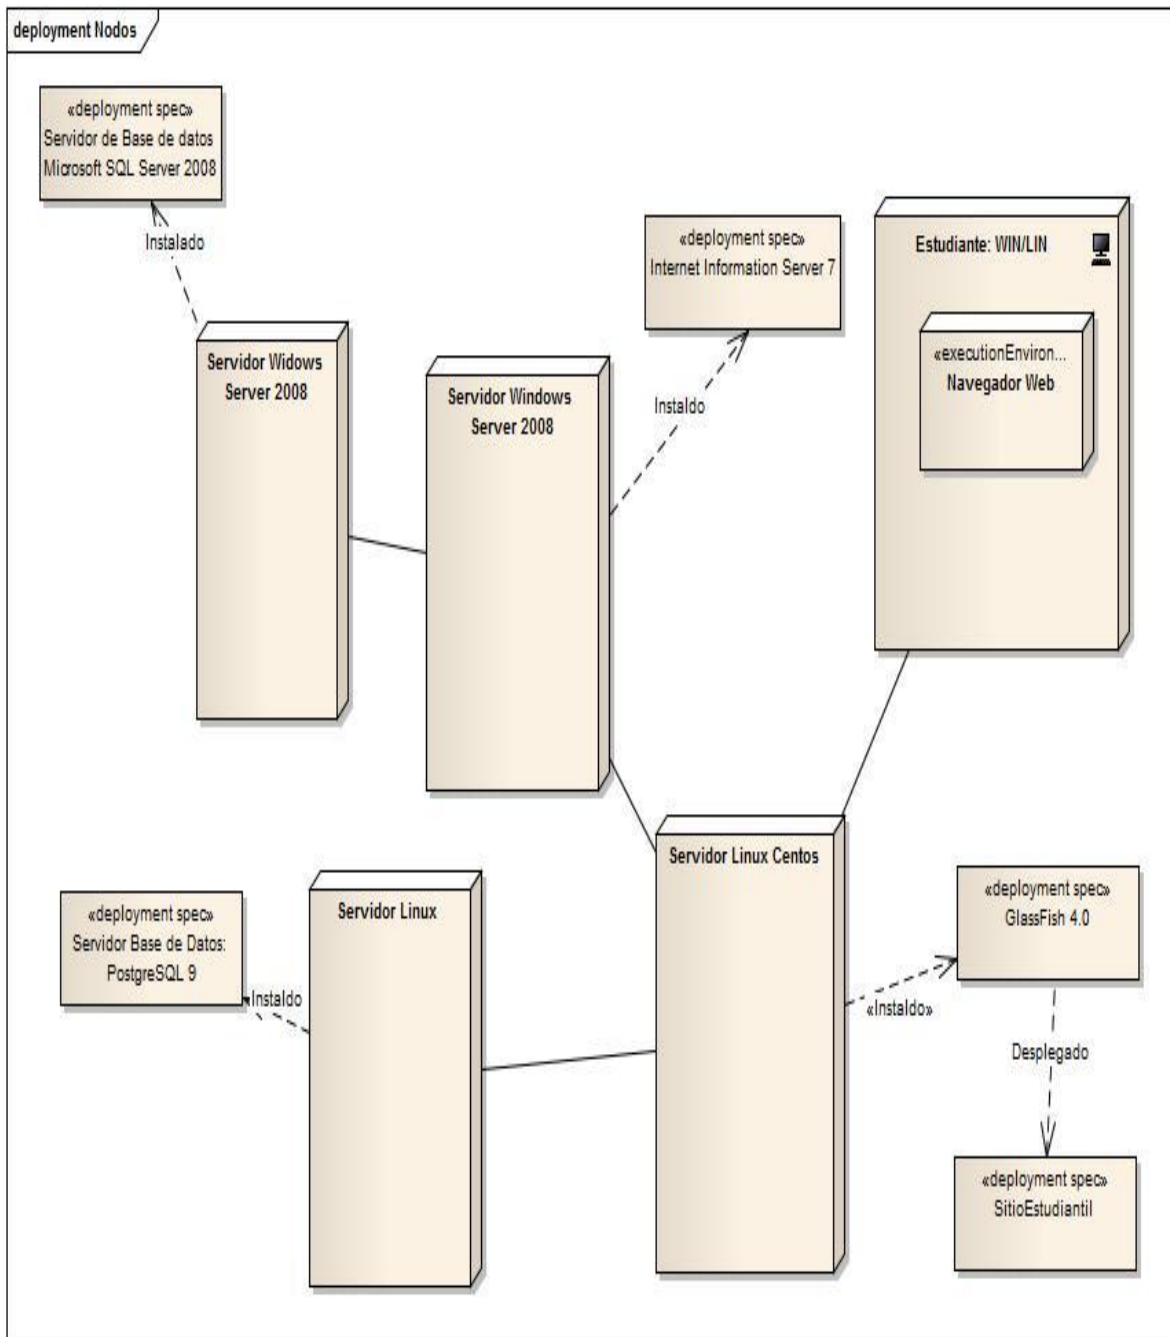 deployment Nodos
«deployment spec»
Servidor de Base de datos
Microsoft SQL Server 2008
Instalado
«deployment spec»
Internet Information Server 7
Estudiante: WIN/LIN
«executionEnviron...
Navegador Web
Servidor Widows
Server 2008
Servidor Windows
Server 2008
Instaldo
Servidor Linux Centos
«deployment spec»
GlassFish 4.0
«deployment spec»
Servidor Base de Datos:
PostgreSQL 9
Instaldo
Servidor Linux
«Instaldo»
Desplegado
«deployment spec»
SitioEstudiantil